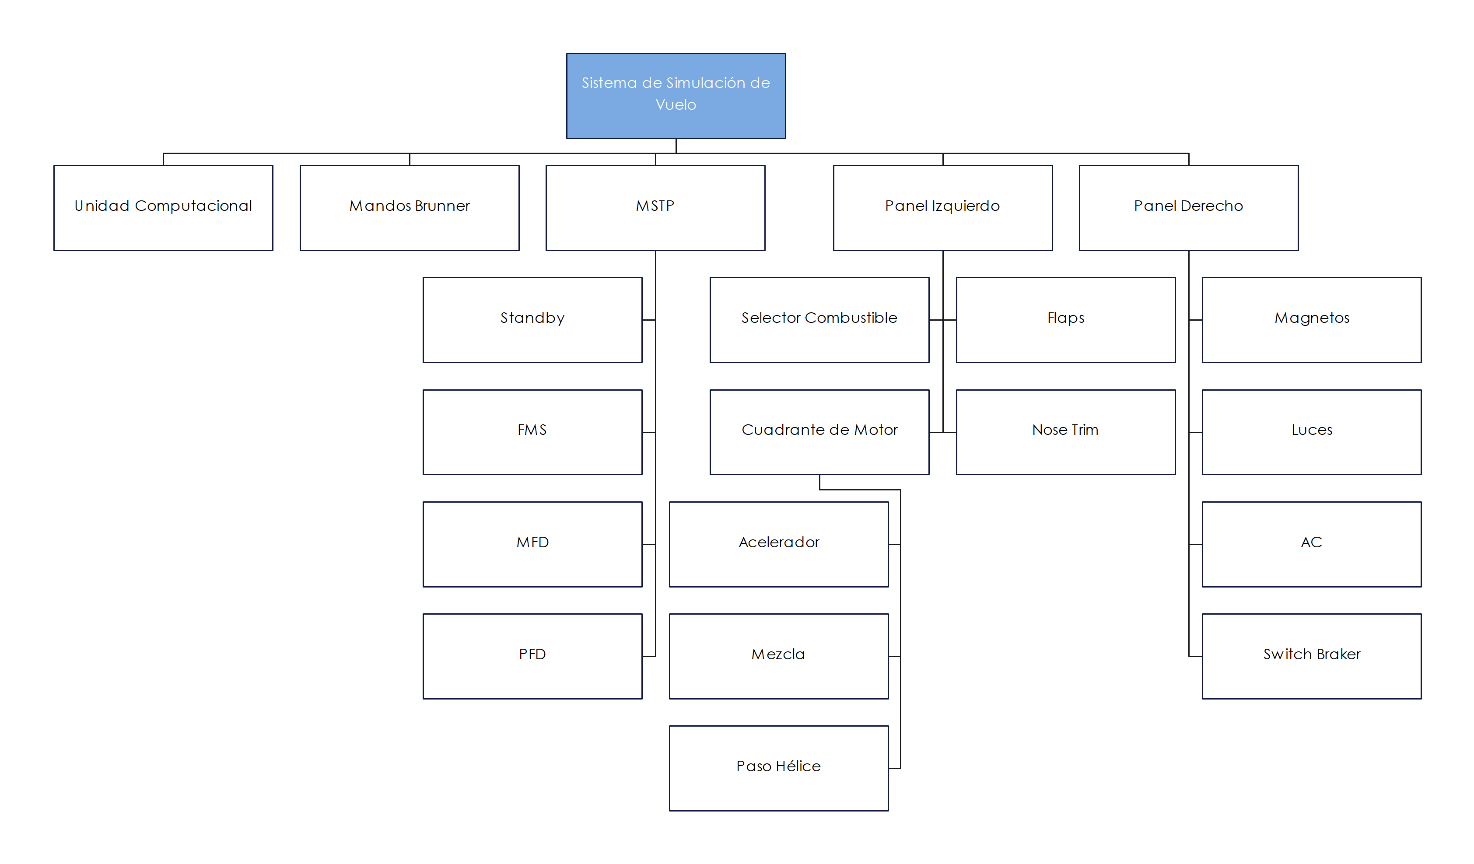 Sistema de Simulación de
Vuelo
Unidad Computacional
Mandos Brunner
MSTP
Panel Izquierdo
Panel Derecho
Standby
Selector Combustible
Flaps
Magnetos
FMS
Cuadrante de Motor
Nose Trim
Luces
MFD
Acelerador
AC
PFD
Mezcla
Switch Braker
Paso Hélice